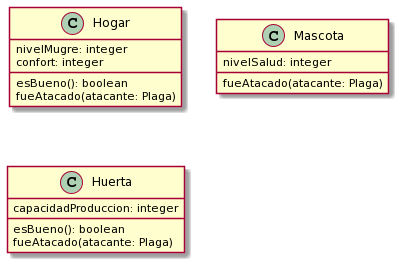 C Hogar
nivelMugre: integer
confort: integer
esBueno(): boolean
fueAtacado(atacante: Plaga)
C Mascota
nivelSalud: integer
fueAtacado(atacante: Plaga)
C Huerta
capacidadProduccion: integer
esBueno(): boolean
fueAtacado(atacante: Plaga)